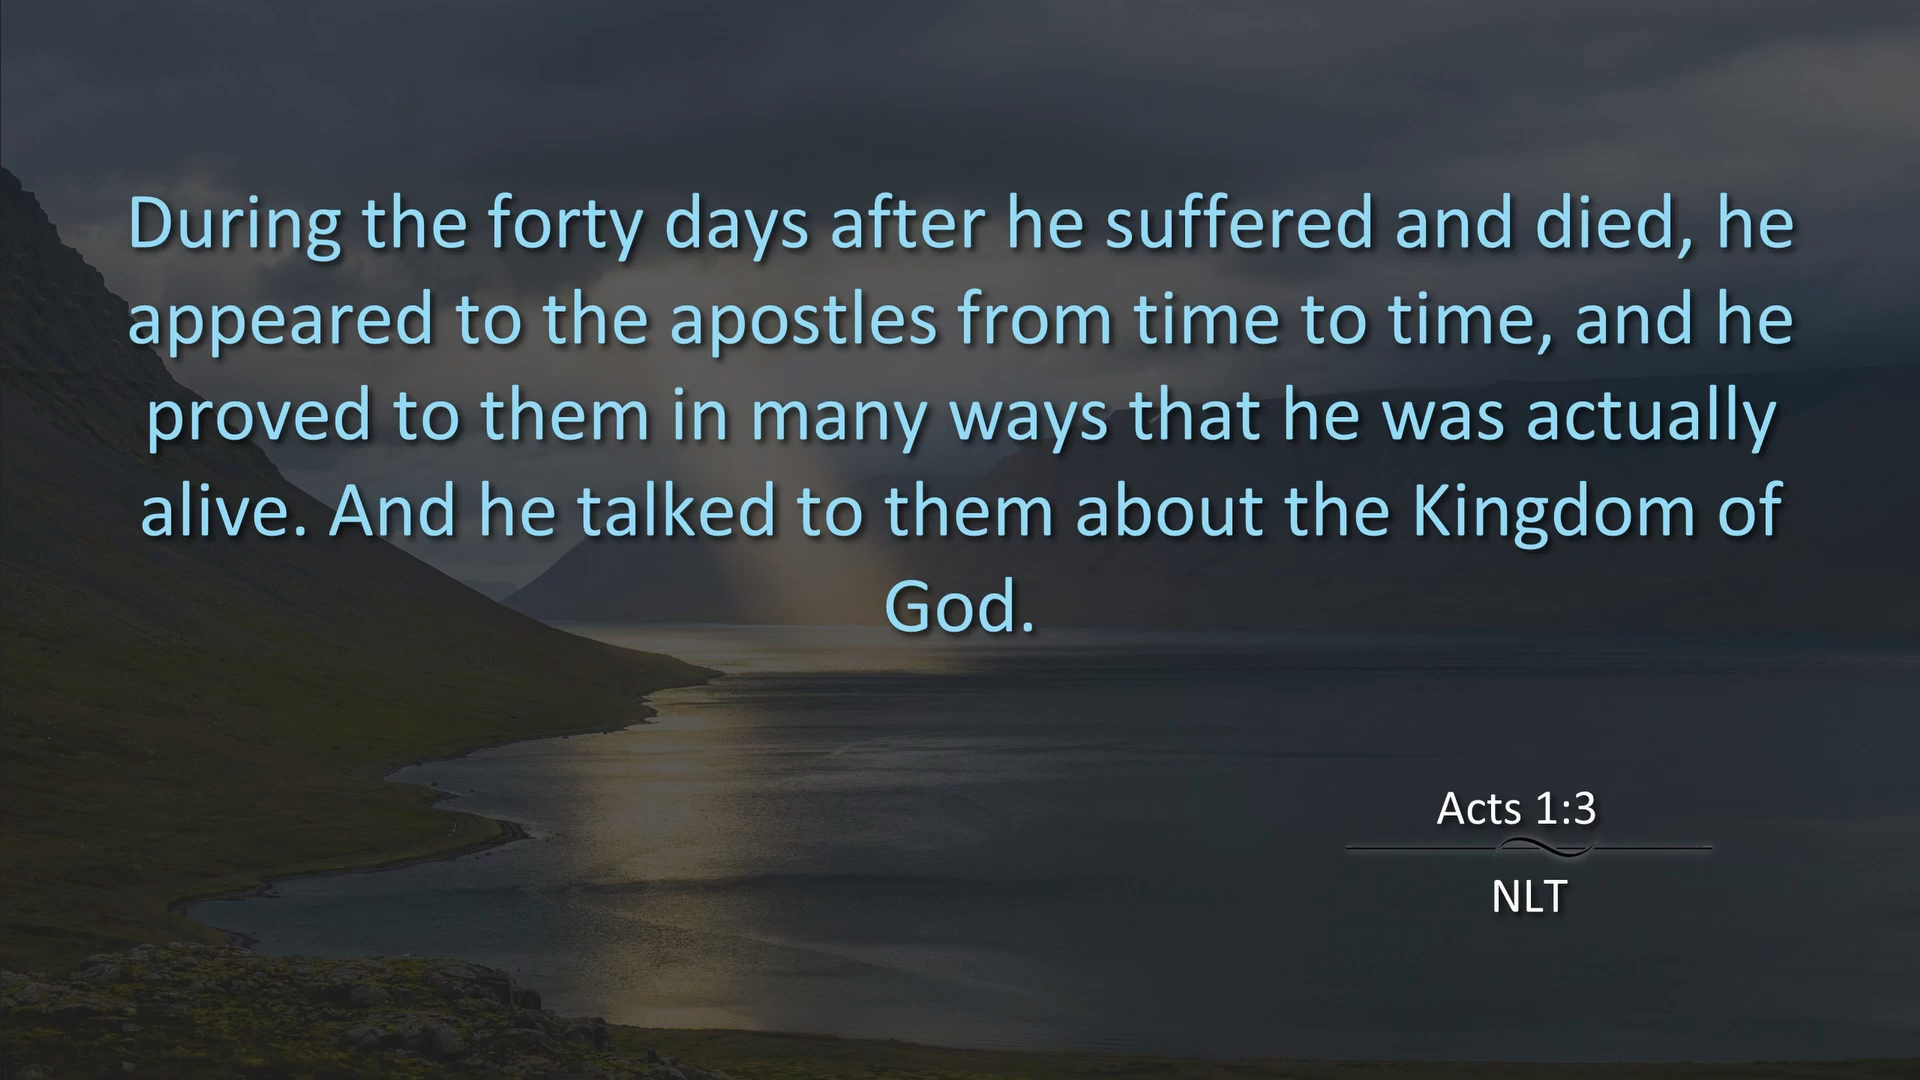 During the forty days after he suffered and died, he
appeared to the apostles from time to time, and he
proved to them in many ways that he was actually
alive. And he talked to them about the Kingdom of
God.
Acts 1:3
NLT